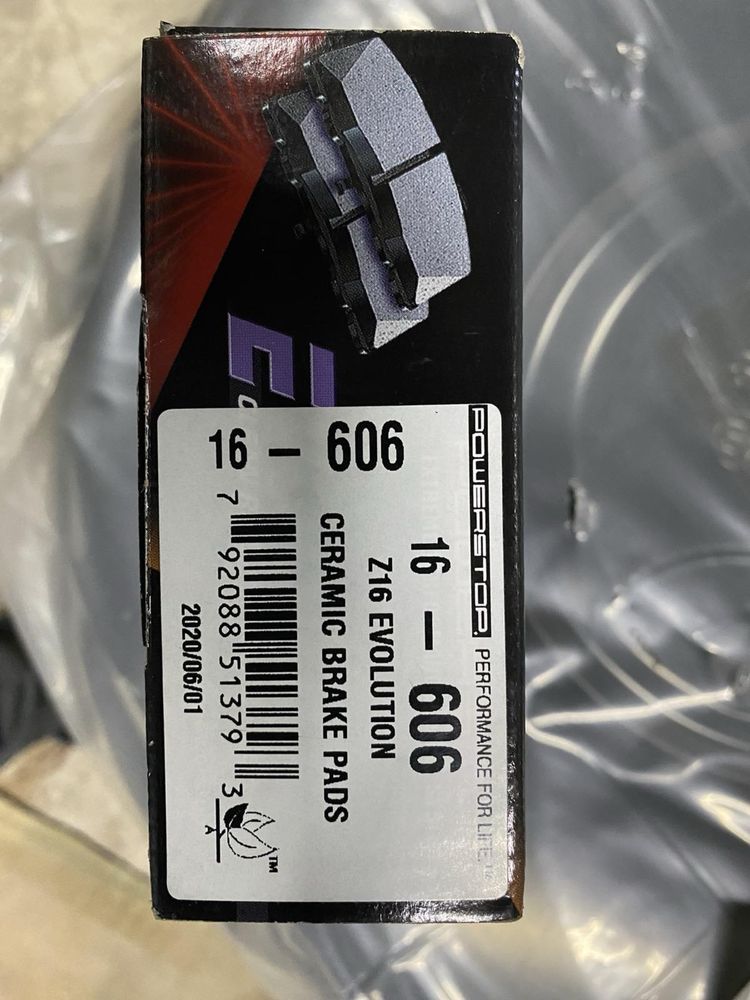 POWERSTOP. PERFORMANCE FOR LIFE.
16 - 606
16 - 606
Z16 EVOLUTION
CERAMIC BRAKE PADS
7 92088 51379 3
2020/06/01
A
TM